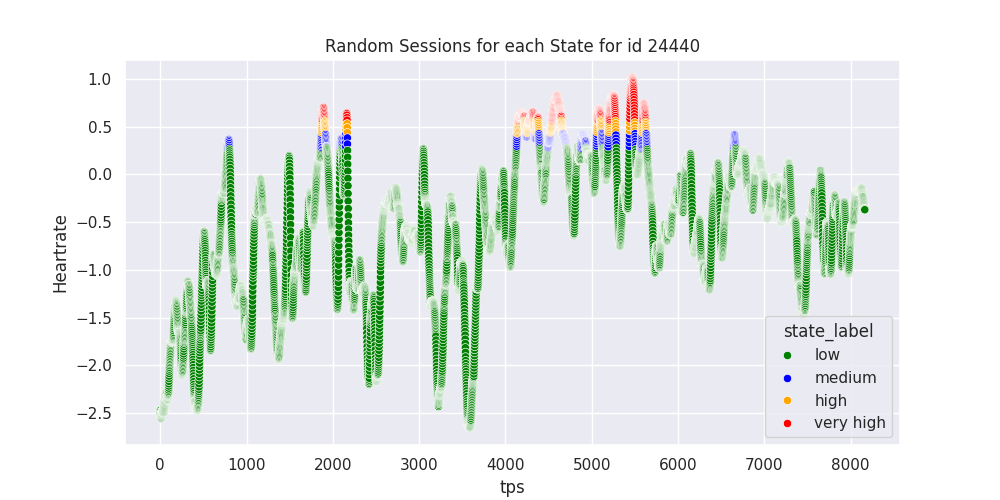 Random Sessions for each State for id 24440
Heartrate
1.0
0.5
0.0
−0.5
−1.0
−1.5
−2.0
−2.5
0 1000 2000 3000 4000 5000 6000 7000 8000
tps
state_label
low
medium
high
very high